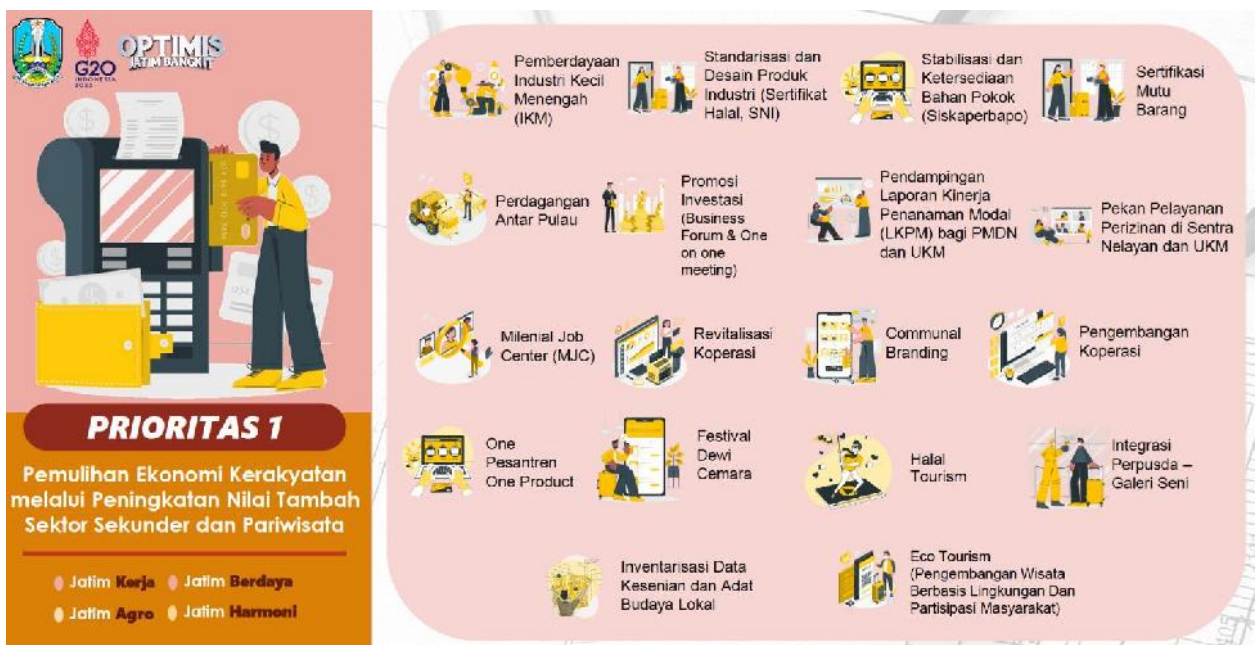 G20
INDONESIA
2022
OPTIMIS
JATIM BANGKIT
PRIORITAS 1
Pemulihan Ekonomi Kerakyatan
melalui Peningkatan Nilai Tambah
Sektor Sekunder dan Pariwisata
Jatim Kerja
Jatim Berdaya
Jatim Agro
Jatim Harmoni
Pemberdayaan
Industri Kecil
Menengah
(IKM)
Standarisasi dan
Desain Produk
Industri (Sertifikat
Halal, SNI)
Stabilisasi dan
Ketersediaan
Bahan Pokok
(Siskaperbapo)
Sertifikasi
Mutu
Barang
Perdagangan
Antar Pulau
Promosi
Investasi
(Business
Forum & One
on one
meeting)
Pendampingan
Laporan Kinerja
Penanaman Modal
(LKPM) bagi PMDN
dan UKM
Pekan Pelayanan
Perizinan di Sentra
Nelayan dan UKM
Milenial Job
Center (MJC)
Revitalisasi
Koperasi
Communal
Branding
Pengembangan
Koperasi
One
Pesantren
One Product
Festival
Dewi
Cemara
Halal
Tourism
Integrasi
Perpusda –
Galeri Seni
Inventarisasi Data
Kesenian dan Adat
Budaya Lokal
Eco Tourism
(Pengembangan Wisata
Berbasis Lingkungan Dan
Partisipasi Masyarakat)